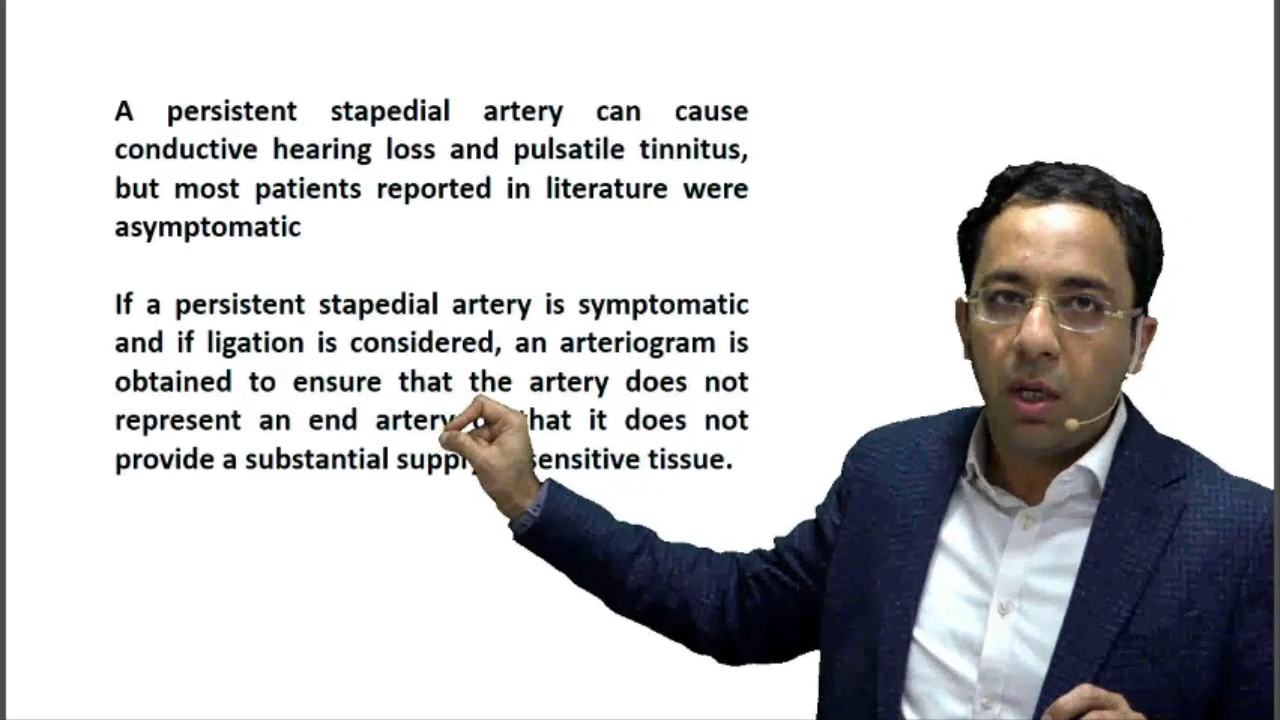 A persistent stapedial artery can cause
conductive hearing loss and pulsatile tinnitus,
but most patients reported in literature were
asymptomatic
If a persistent stapedial artery is symptomatic
and if ligation is considered, an arteriogram is
obtained to ensure that the artery does not
represent an end artery that it does not
provide a substantial supply sensitive tissue.